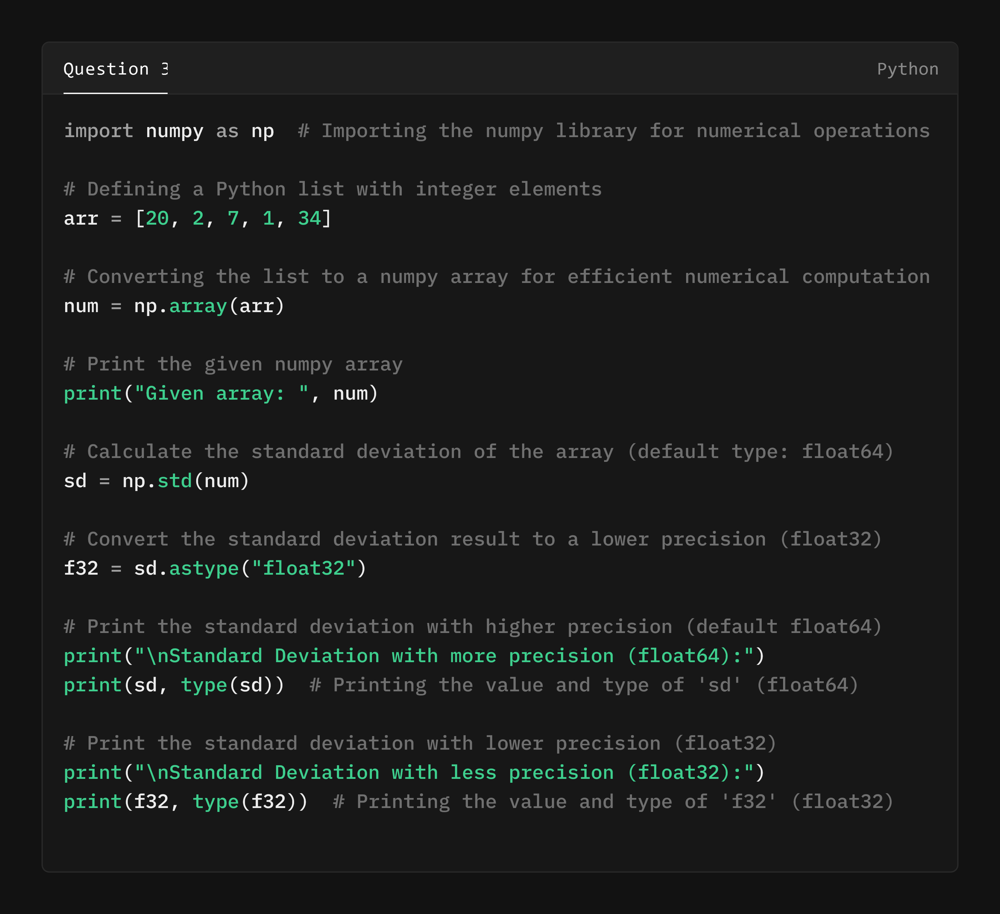 Question 3
Python
import numpy as np  # Importing the numpy library for numerical operations
# Defining a Python list with integer elements
arr = [20, 2, 7, 1, 34]
# Converting the list to a numpy array for efficient numerical computation
num = np.array(arr)
# Print the given numpy array
print("Given array: ", num)
# Calculate the standard deviation of the array (default type: float64)
sd = np.std(num)
# Convert the standard deviation result to a lower precision (float32)
f32 = sd.astype("float32")
# Print the standard deviation with higher precision (default float64)
print("\nStandard Deviation with more precision (float64):")
print(sd, type(sd))  # Printing the value and type of 'sd' (float64)
# Print the standard deviation with lower precision (float32)
print("\nStandard Deviation with less precision (float32):")
print(f32, type(f32))  # Printing the value and type of 'f32' (float32)